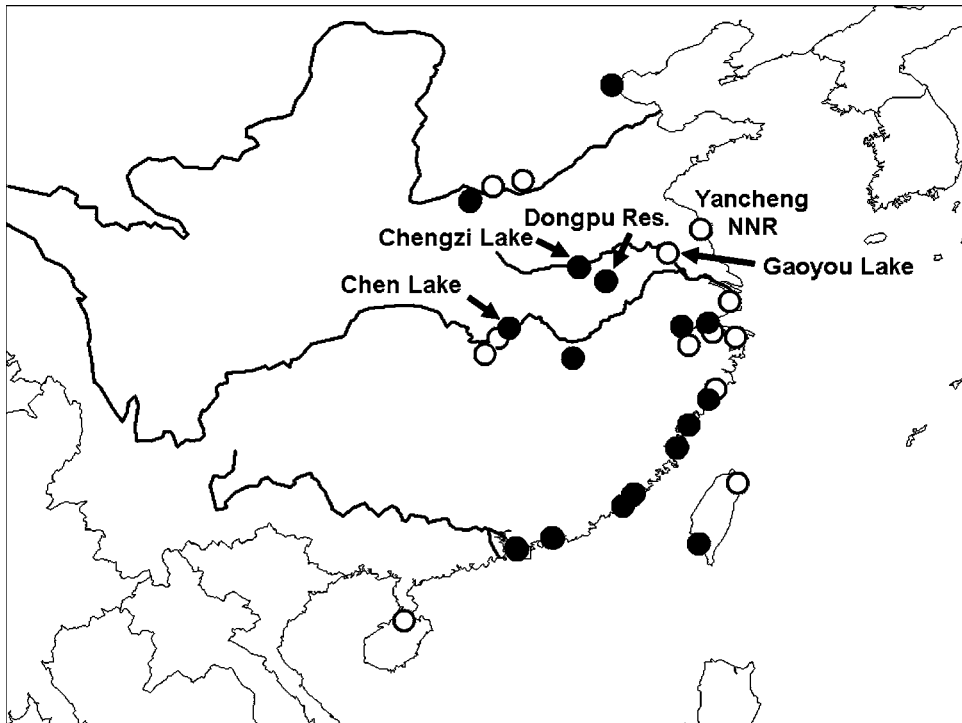 Yancheng
NNR
Dongpu Res.
Chengzi Lake
Gaoyou Lake
Chen Lake